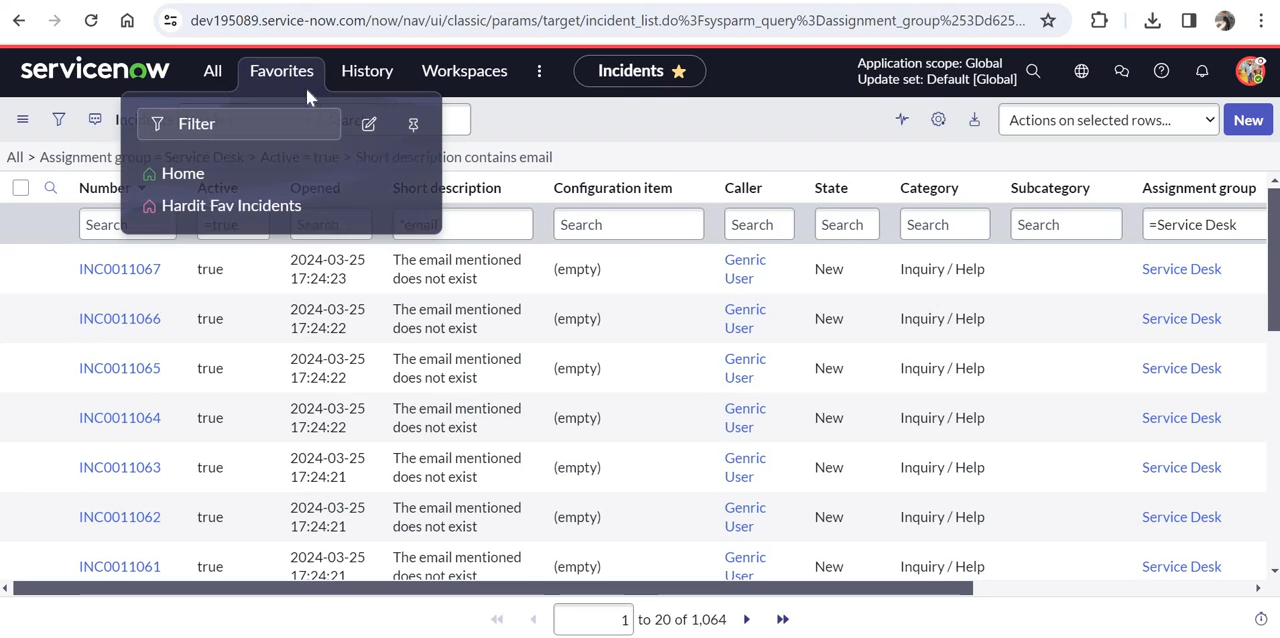 dev195089.service-now.com/now/nav/ui/classic/params/target/incident_list.do%3Fsysparm_query%3Dassignment_group%253Dd625...
servicenow
All
Favorites
History
Workspaces
Incidents
Application scope: Global
Update set: Default [Global]
Filter
Actions on selected rows...
New
All > Assignment group = Service Desk > Active = true > Short description contains email
Home
Hardit Fav Incidents
Number Active Opened Short description Configuration item Caller State Category Subcategory Assignment group
Search =true Search *email Search Search Search Search Search =Service Desk
INC0011067 true 2024-03-25 17:24:23 The email mentioned does not exist (empty) Genric User New Inquiry / Help Service Desk
INC0011066 true 2024-03-25 17:24:22 The email mentioned does not exist (empty) Genric User New Inquiry / Help Service Desk
INC0011065 true 2024-03-25 17:24:22 The email mentioned does not exist (empty) Genric User New Inquiry / Help Service Desk
INC0011064 true 2024-03-25 17:24:22 The email mentioned does not exist (empty) Genric User New Inquiry / Help Service Desk
INC0011063 true 2024-03-25 17:24:21 The email mentioned does not exist (empty) Genric User New Inquiry / Help Service Desk
INC0011062 true 2024-03-25 17:24:21 The email mentioned does not exist (empty) Genric User New Inquiry / Help Service Desk
INC0011061 true 2024-03-25 17:24:21 The email mentioned does not exist (empty) Genric User New Inquiry / Help Service Desk
1 to 20 of 1,064